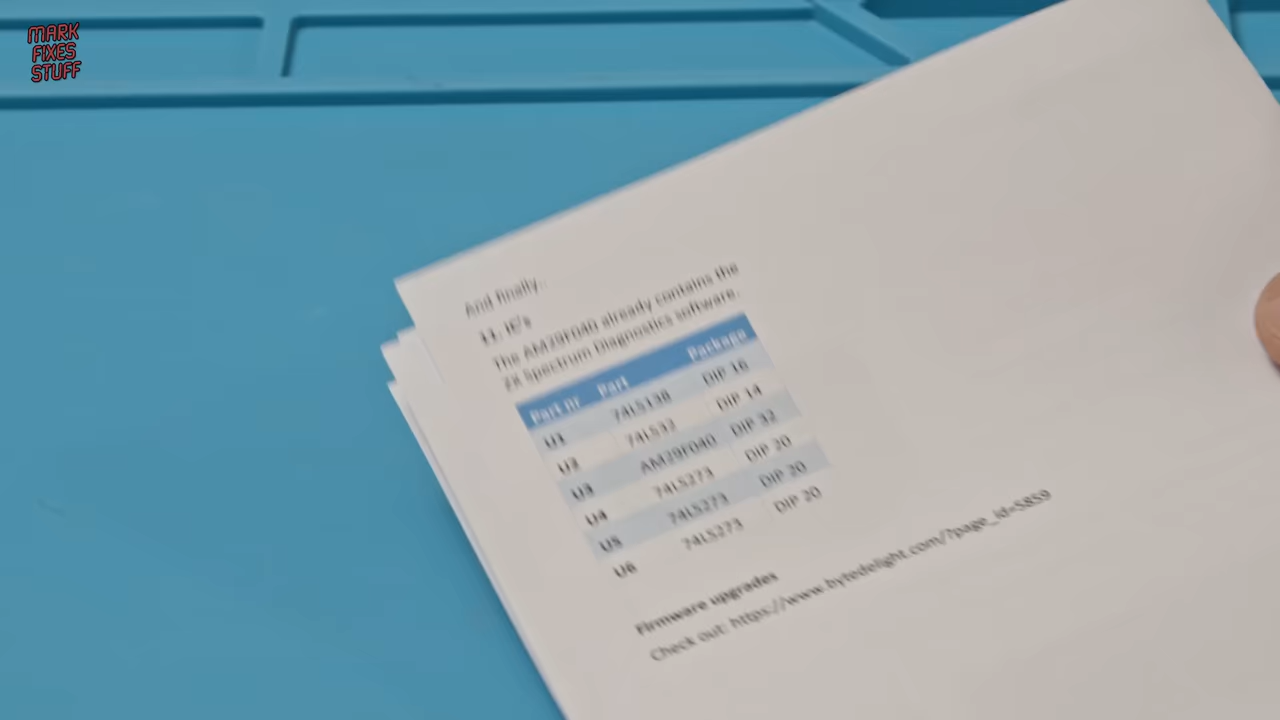 MARK
FIXES
STUFF
And finally..
11. IC's
The AM29F040 already contains the
ZX Spectrum Diagnostics software.
Part nr Part Package
U1 74LS138 DIP 16
U2 74LS32 DIP 14
U3 AM29F040 DIP 32
U4 74LS273 DIP 20
U5 74LS273 DIP 20
U6 74LS273 DIP 20
Firmware upgrades
Check out: https://www.bytedelight.com/?page_id=5859